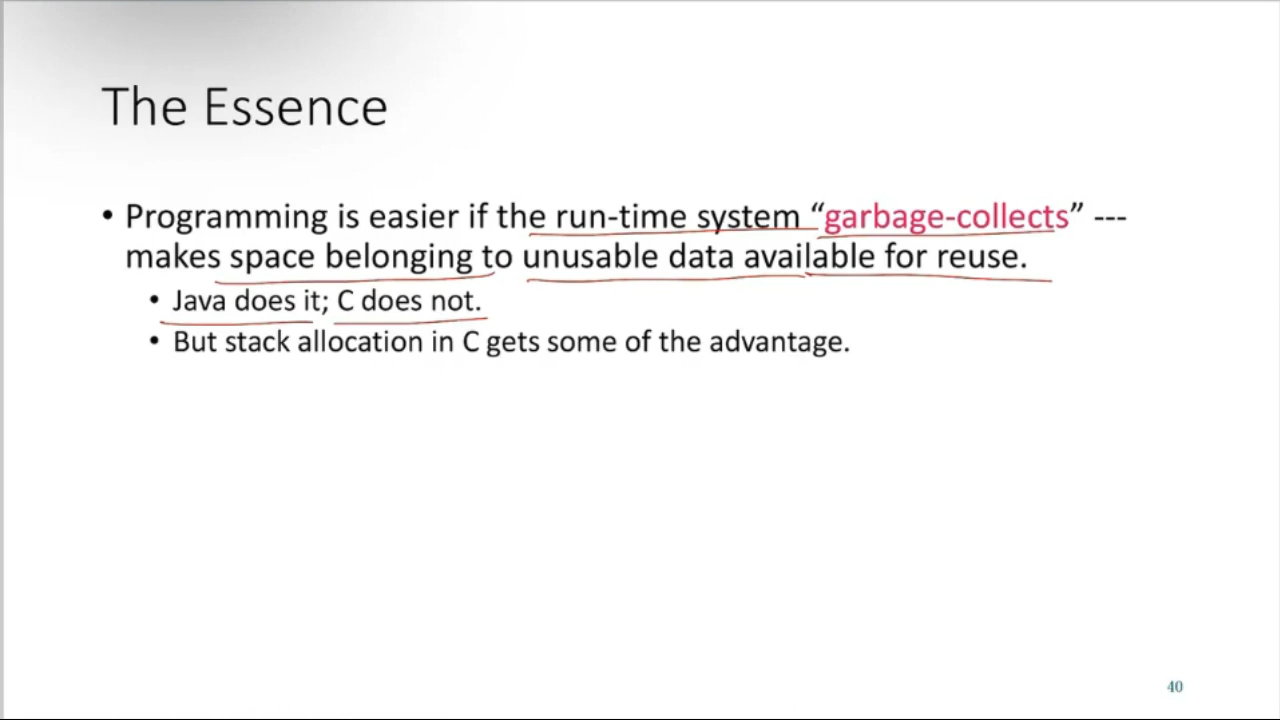 The Essence
• Programming is easier if the run-time system “garbage-collects” ---
makes space belonging to unusable data available for reuse.
• Java does it; C does not.
• But stack allocation in C gets some of the advantage.
40